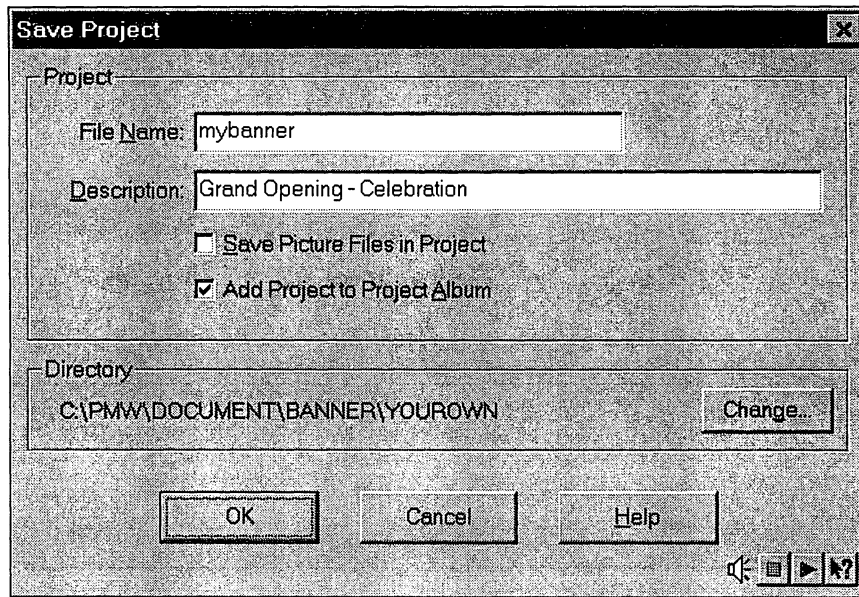 Save Project
Project
File Name: mybanner
Description: Grand Opening - Celebration
Save Picture Files in Project
Add Project to Project Album
Directory
C:\PMW\DOCUMENT\BANNER\YOUROWN
Change...
OK Cancel Help
?